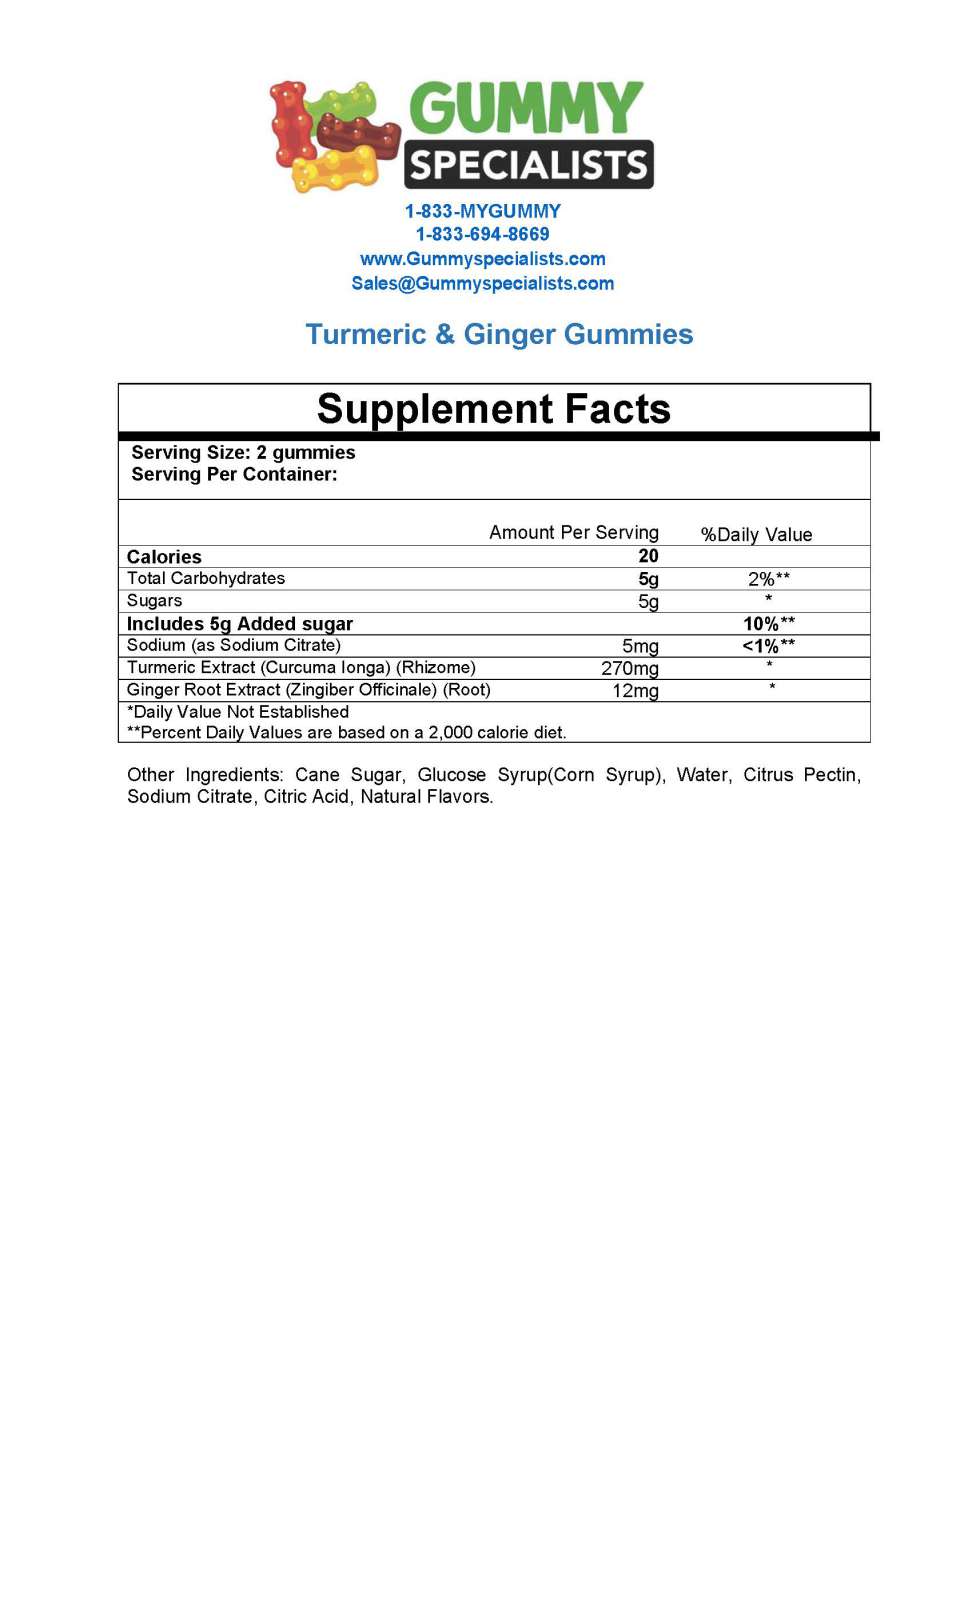 GUMMY
SPECIALISTS
1-833-MYGUMMY
1-833-694-8669
www.Gummyspecialists.com
Sales@Gummyspecialists.com
Turmeric & Ginger Gummies
Supplement Facts
Serving Size: 2 gummies
Serving Per Container:
Amount Per Serving %Daily Value
Calories 20
Total Carbohydrates 5g 2%**
Sugars 5g *
Includes 5g Added sugar 10%**
Sodium (as Sodium Citrate) 5mg <1%**
Turmeric Extract (Curcuma longa) (Rhizome) 270mg *
Ginger Root Extract (Zingiber Officinale) (Root) 12mg *
*Daily Value Not Established
**Percent Daily Values are based on a 2,000 calorie diet.
Other Ingredients: Cane Sugar, Glucose Syrup(Corn Syrup), Water, Citrus Pectin,
Sodium Citrate, Citric Acid, Natural Flavors.